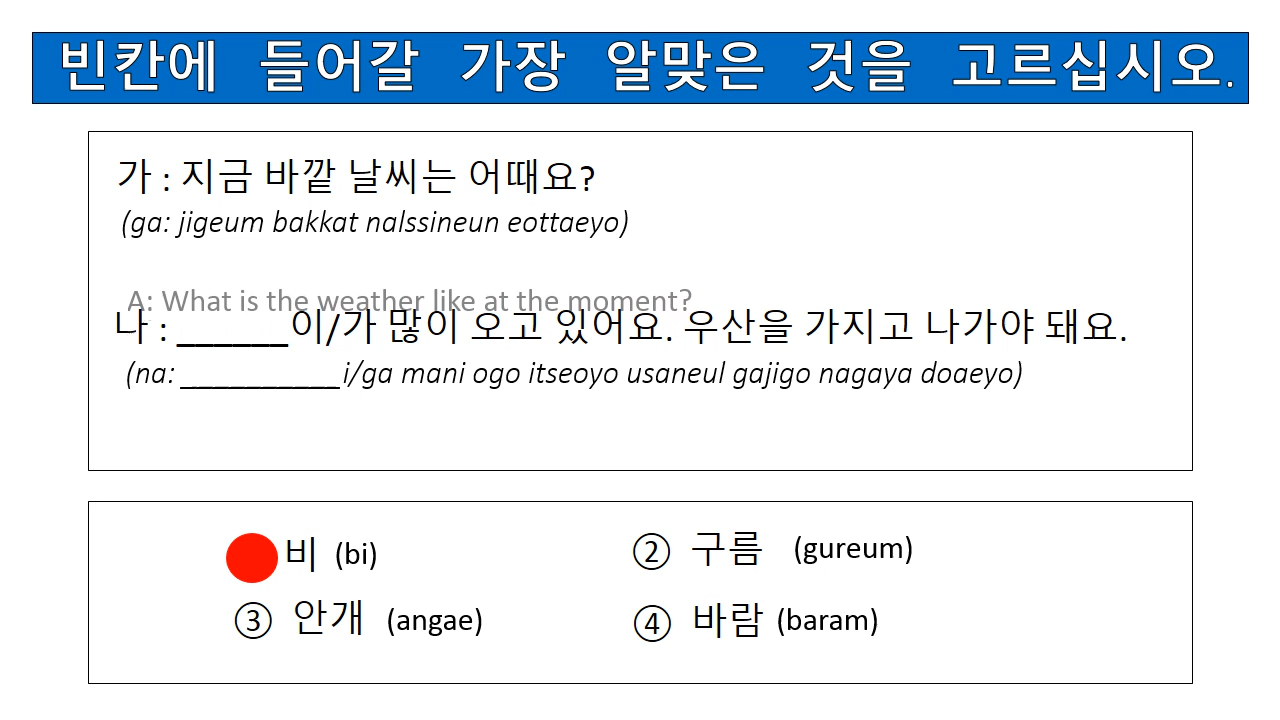 빈칸에 들어갈 가장 알맞은 것을 고르십시오.
가 : 지금 바깥 날씨는 어때요?
(ga: jigeum bakkat nalssineun eottaeyo)
A: What is the weather like at the moment?
나 : ______이/가 많이 오고 있어요. 우산을 가지고 나가야 돼요.
(na: __________i/ga mani ogo itseoyo usaneul gajigo nagaya doaeyo)
비 (bi)
② 구름 (gureum)
③ 안개 (angae)
④ 바람 (baram)